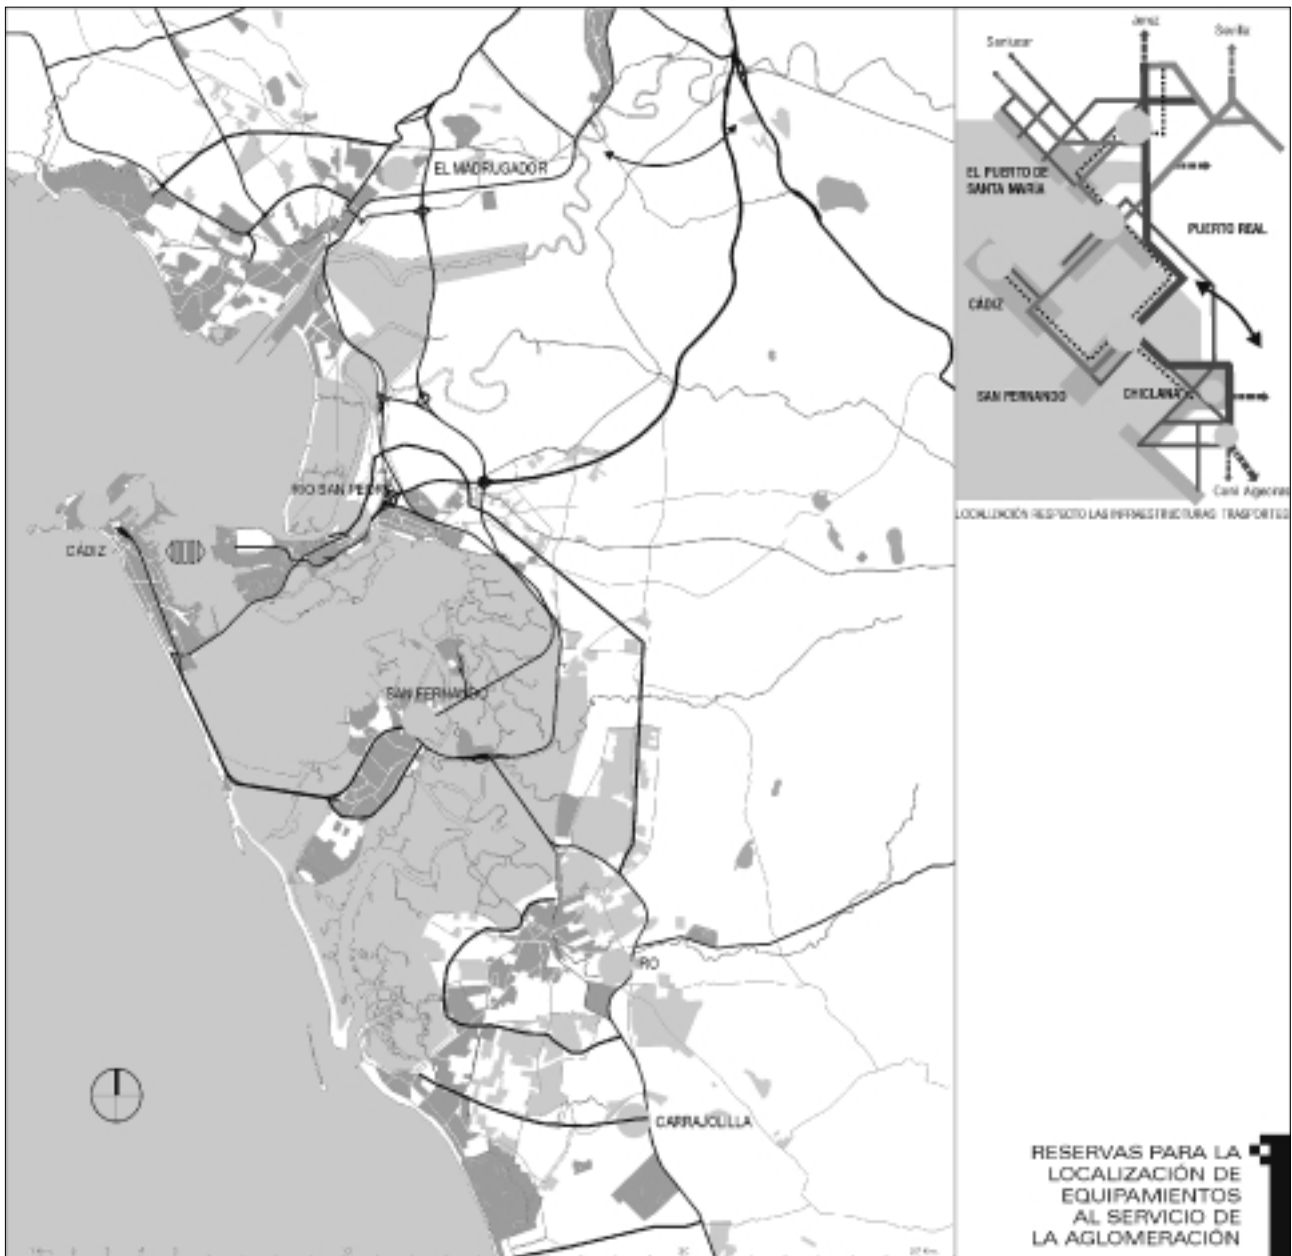 EL MADRUGADOR
RIO SAN PEDRO
CÁDIZ
SAN FERNANDO
IRO
CARRAJOLILLA
Jerez
Sevilla
Sanlucar
EL PUERTO DE
SANTA MARIA
PUERTO REAL
CÁDIZ
SAN FERNANDO
CHICLANA
Conil Algeciras
LOCALIZACIÓN RESPECTO LAS INFRAESTRUCTURAS TRASPORTES
RESERVAS PARA LA
LOCALIZACIÓN DE
EQUIPAMIENTOS
AL SERVICIO DE
LA AGLOMERACIÓN